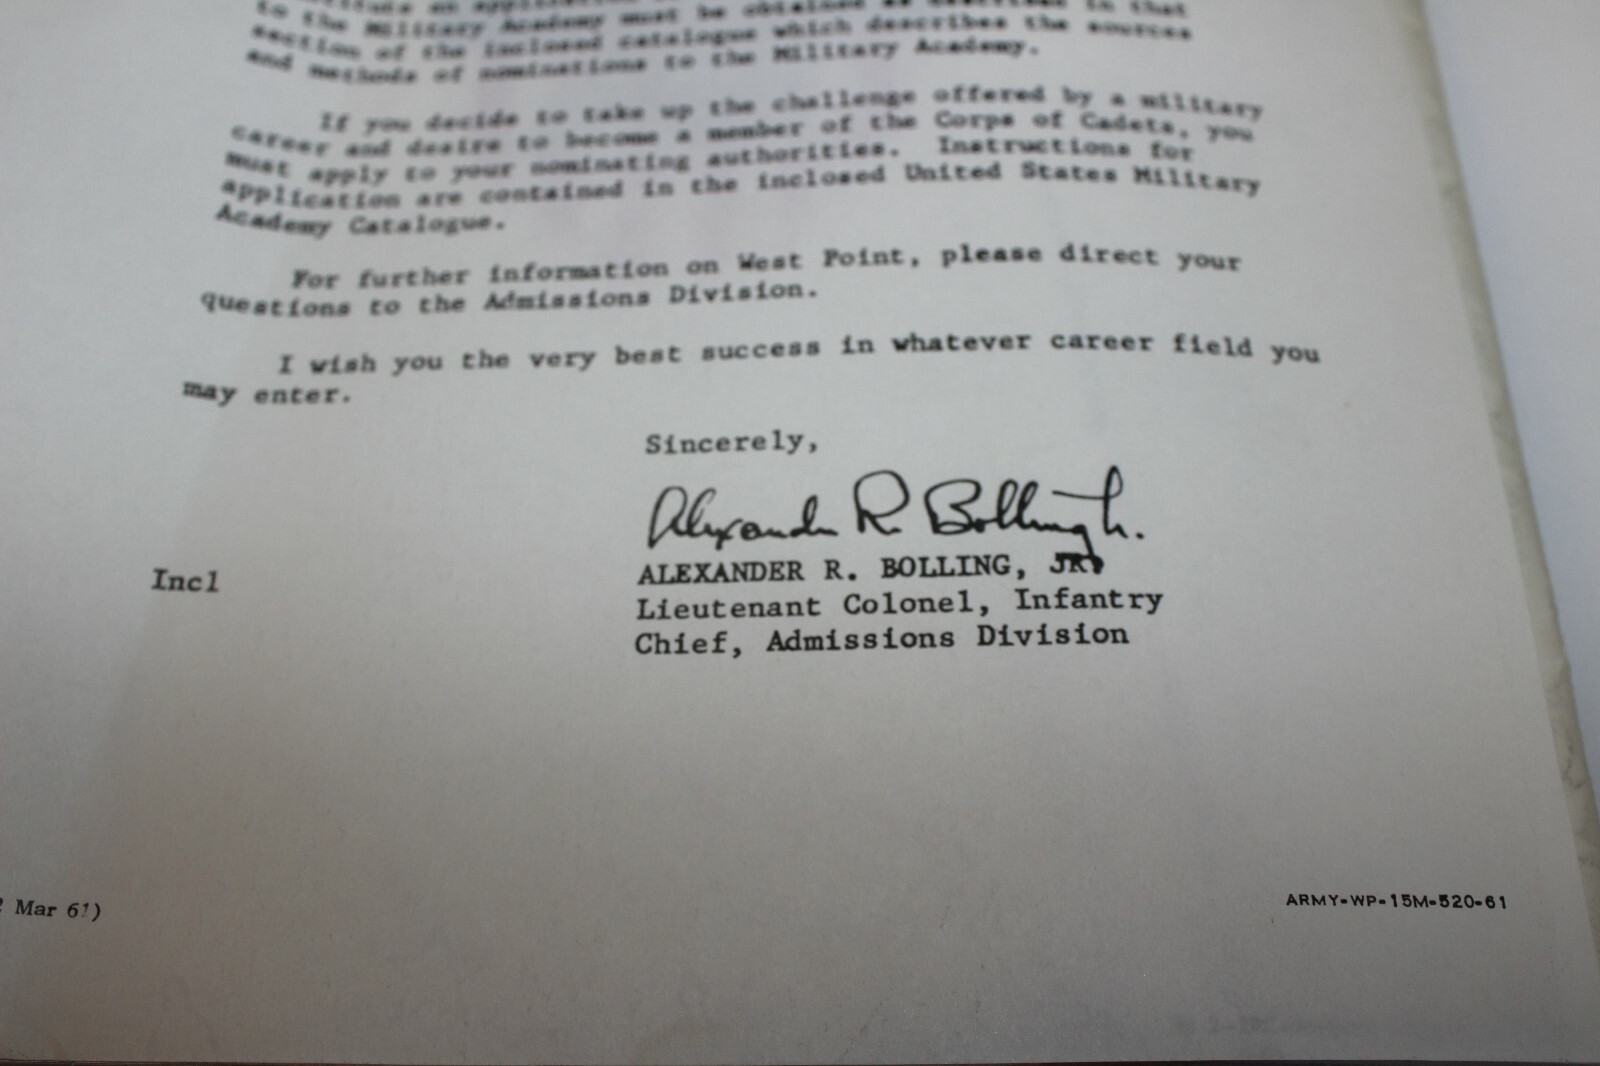 an application
to the Military Academy must be obtained as described in that
section of the inclosed catalogue which describes the sources
and methods of nominations to the Military Academy.
If you decide to take up the challenge offered by a military
career and desire to become a member of the Corps of Cadets, you
must apply to your nominating authorities. Instructions for
application are contained in the inclosed United States Military
Academy Catalogue.
For further information on West Point, please direct your
questions to the Admissions Division.
I wish you the very best success in whatever career field you
may enter.
Sincerely,
Alexander R Bolling Jr.
ALEXANDER R. BOLLING, JR.
Incl
Lieutenant Colonel, Infantry
Chief, Admissions Division
2 Mar 61)
ARMY-WP-15M-520-61